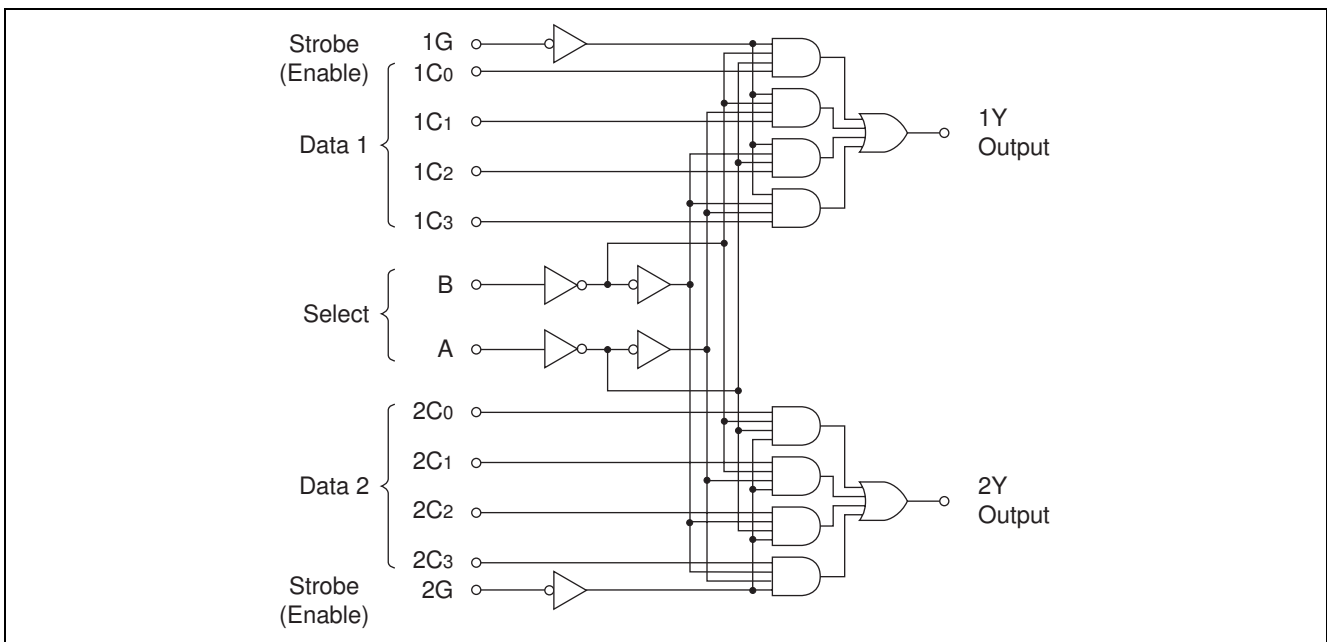 Strobe
(Enable)
1G
Data 1
1C0
1C1
1C2
1C3
1Y
Output
Select
B
A
Data 2
2C0
2C1
2C2
2C3
2Y
Output
Strobe
(Enable)
2G